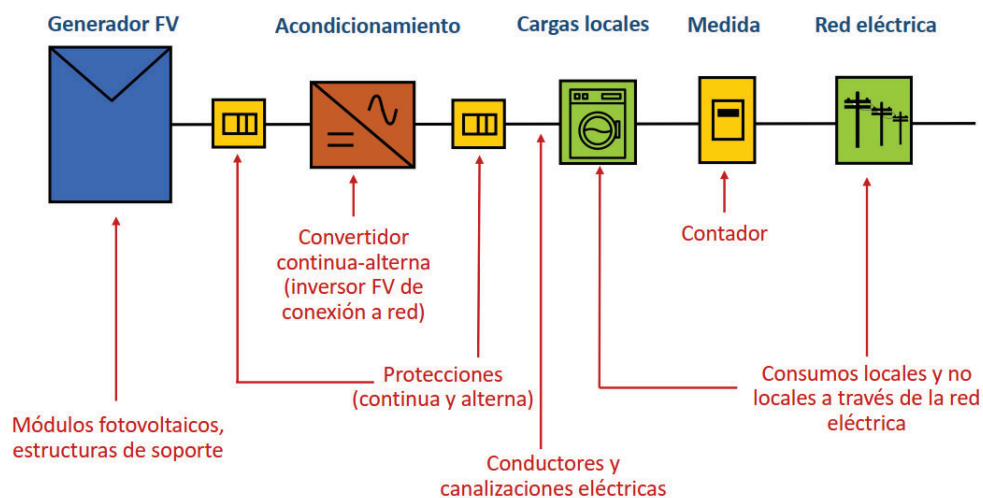 Generador FV
Acondicionamiento
Cargas locales
Medida
Red eléctrica
Convertidor
continua-alterna
(inversor FV de
conexión a red)
Contador
Protecciones
(continua y alterna)
Consumos locales y no
locales a través de la red
eléctrica
Módulos fotovoltaicos,
estructuras de soporte
Conductores y
canalizaciones eléctricas